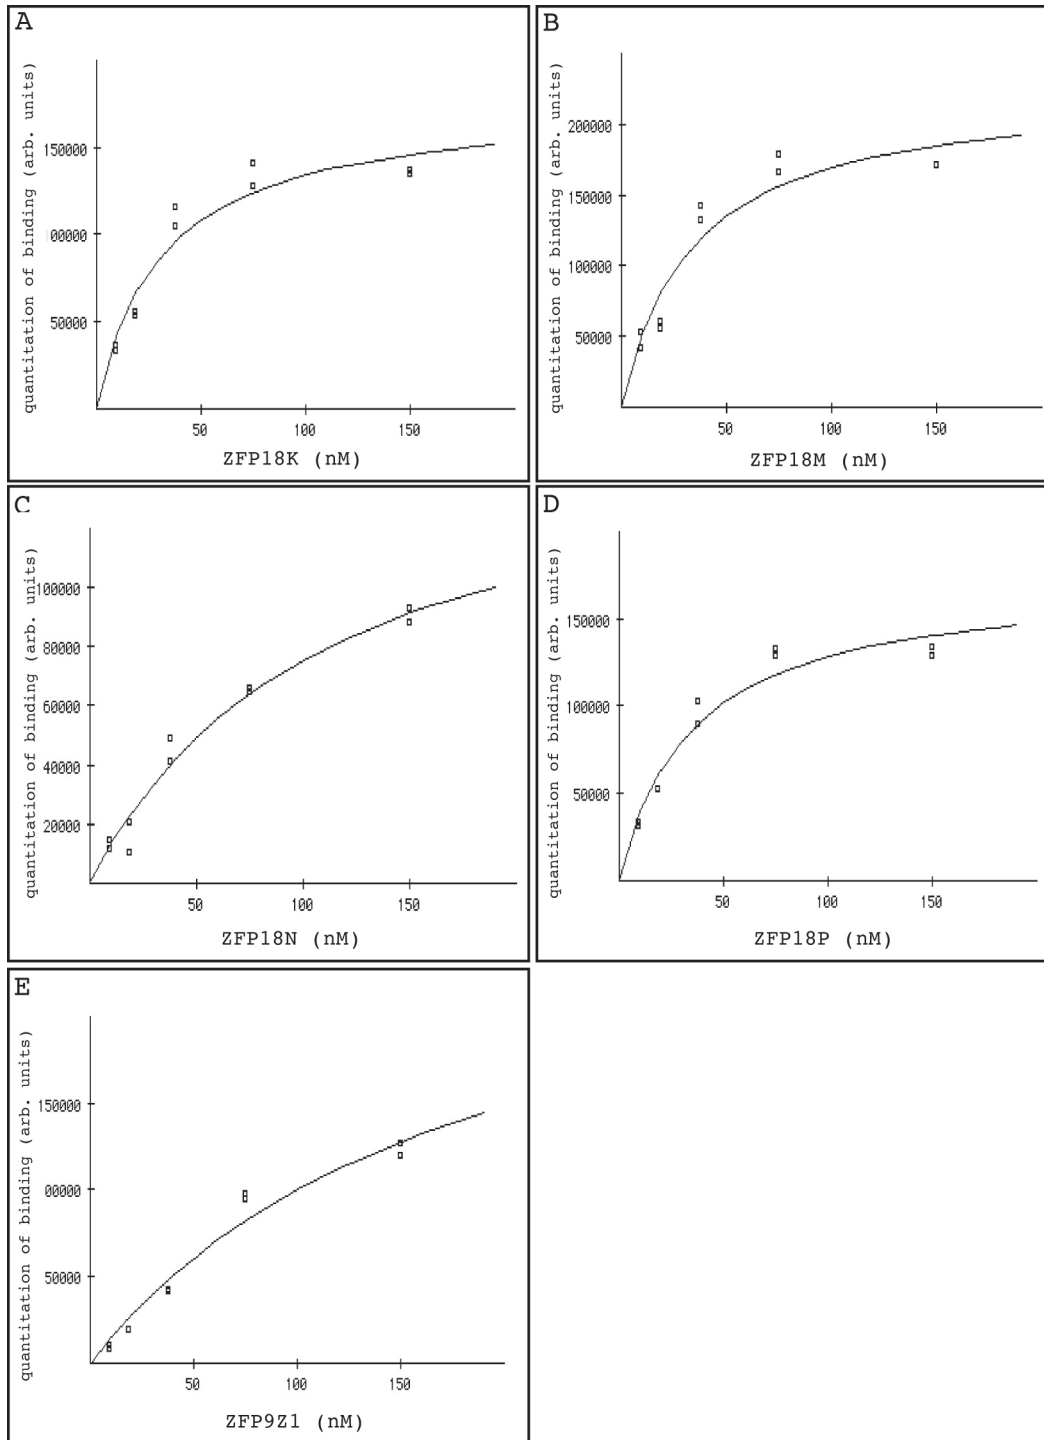 A
quantitation of binding (arb. units)
150000
00000
50000
50 100 150
ZFP18K (nM)
B
quantitation of binding (arb. units)
200000
150000
100000
50000
50 100 150
ZFP18M (nM)
C
quantitation of binding (arb. units)
100000
80000
60000
40000
20000
50 100 150
ZFP18N (nM)
D
quantitation of binding (arb. units)
150000
100000
50000
50 100 150
ZFP18P (nM)
E
quantitation of binding (arb. units)
150000
00000
50000
50 100 150
ZFP9Z1 (nM)